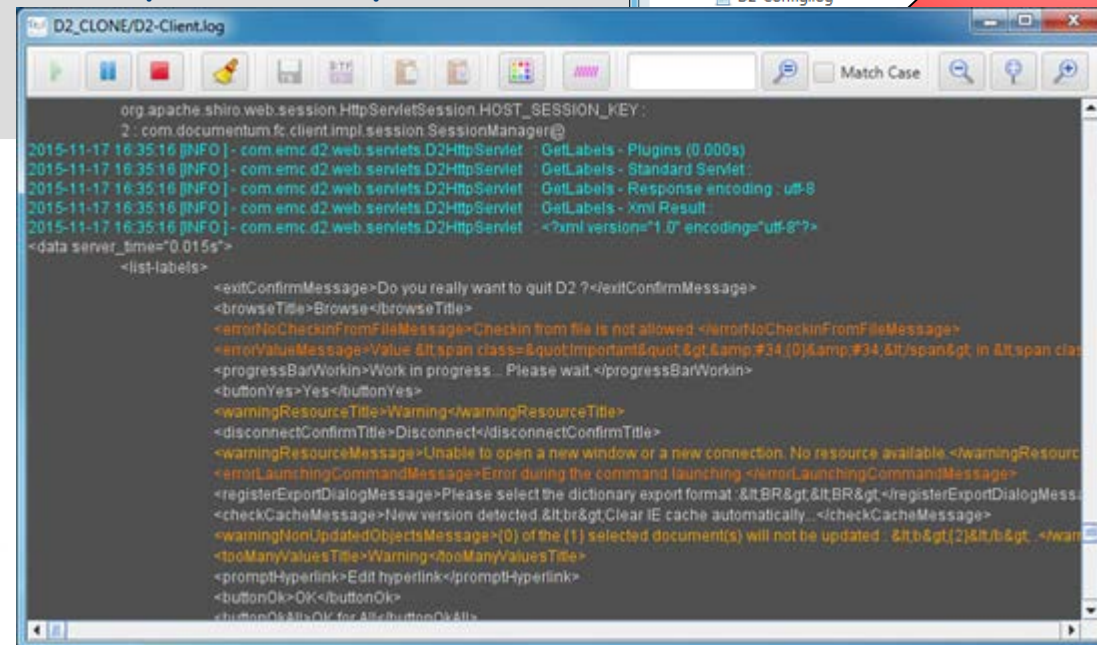 D2-Config.log
D2_CLONE/D2-Client.log
Match Case
org.apache.shiro.web.session.HttpServletSession.HOST_SESSION_KEY :
2 : com.documentum.fc.client.impl.session.SessionManager@
2015-11-17 16:35:16 [INFO ] - com.emc.d2.web.servlets.D2HttpServlet : GetLabels - Plugins (0.000s)
2015-11-17 16:35:16 [INFO ] - com.emc.d2.web.servlets.D2HttpServlet : GetLabels - Standard Servlet :
2015-11-17 16:35:16 [INFO ] - com.emc.d2.web.servlets.D2HttpServlet : GetLabels - Response encoding : utf-8
2015-11-17 16:35:16 [INFO ] - com.emc.d2.web.servlets.D2HttpServlet : GetLabels - Xml Result :
2015-11-17 16:35:16 [INFO ] - com.emc.d2.web.servlets.D2HttpServlet : <?xml version="1.0" encoding="utf-8"?>
<data server_time="0.015s">
<list-labels>
<exitConfirmMessage>Do you really want to quit D2 ?</exitConfirmMessage>
<browseTitle>Browse</browseTitle>
<errorNoCheckinFromFileMessage>Checkin from file is not allowed.</errorNoCheckinFromFileMessage>
<errorValueMessage>Value &lt;span class=&quot;important&quot;&gt;&amp;#34;{0}&amp;#34;&lt;/span&gt; in &lt;span clas
<progressBarWorkin>Work in progress... Please wait.</progressBarWorkin>
<buttonYes>Yes</buttonYes>
<warningResourceTitle>Warning</warningResourceTitle>
<disconnectConfirmTitle>Disconnect</disconnectConfirmTitle>
<warningResourceMessage>Unable to open a new window or a new connection. No resource available.</warningResourc
<errorLaunchingCommandMessage>Error during the command launching.</errorLaunchingCommandMessage>
<registerExportDialogMessage>Please select the dictionary export format :&lt;BR&gt;&lt;BR&gt;</registerExportDialogMess
<checkCacheMessage>New version detected.&lt;br&gt;Clear IE cache automatically...</checkCacheMessage>
<warningNonUpdatedObjectsMessage>{0} of the {1} selected document(s) will not be updated : &lt;b&gt;{2}&lt;/b&gt; .</warn
<tooManyValuesTitle>Warning</tooManyValuesTitle>
<promptHyperlink>Edit hyperlink</promptHyperlink>
<buttonOk>OK</buttonOk>
<buttonOkAll>OK for All</buttonOkAll>